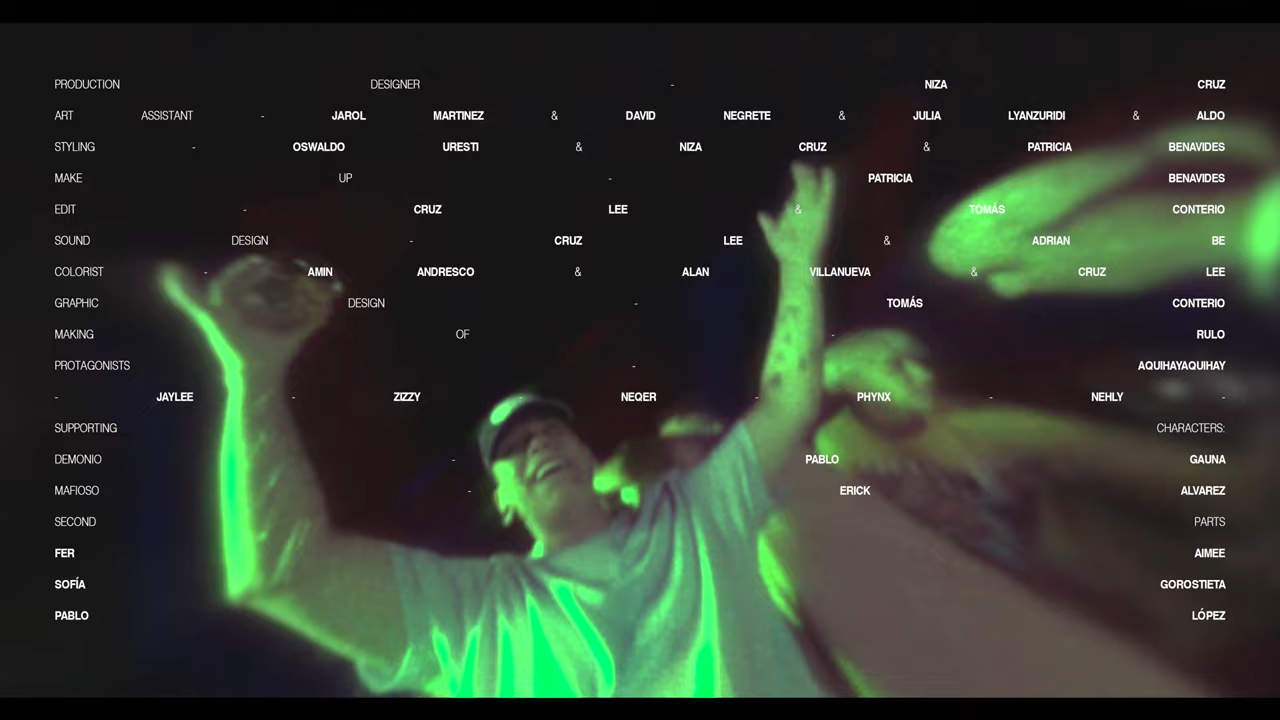 PRODUCTION DESIGNER - NIZA CRUZ
ART ASSISTANT - JAROL MARTINEZ & DAVID NEGRETE & JULIA LYANZURIDI & ALDO
STYLING - OSWALDO URESTI & NIZA CRUZ & PATRICIA BENAVIDES
MAKE UP - PATRICIA BENAVIDES
EDIT - CRUZ LEE & TOMÁS CONTERIO
SOUND DESIGN - CRUZ LEE & ADRIAN BE
COLORIST - AMIN ANDRESCO & ALAN VILLANUEVA & CRUZ LEE
GRAPHIC DESIGN - TOMÁS CONTERIO
MAKING OF - RULO
PROTAGONISTS - AQUIHAYAQUIHAY
- JAYLEE - ZIZZY - NEQER - PHYNX - NEHLY -
SUPPORTING CHARACTERS:
DEMONIO - PABLO GAUNA
MAFIOSO - ERICK ALVAREZ
SECOND PARTS
FER AIMEE
SOFÍA GOROSTIETA
PABLO LÓPEZ